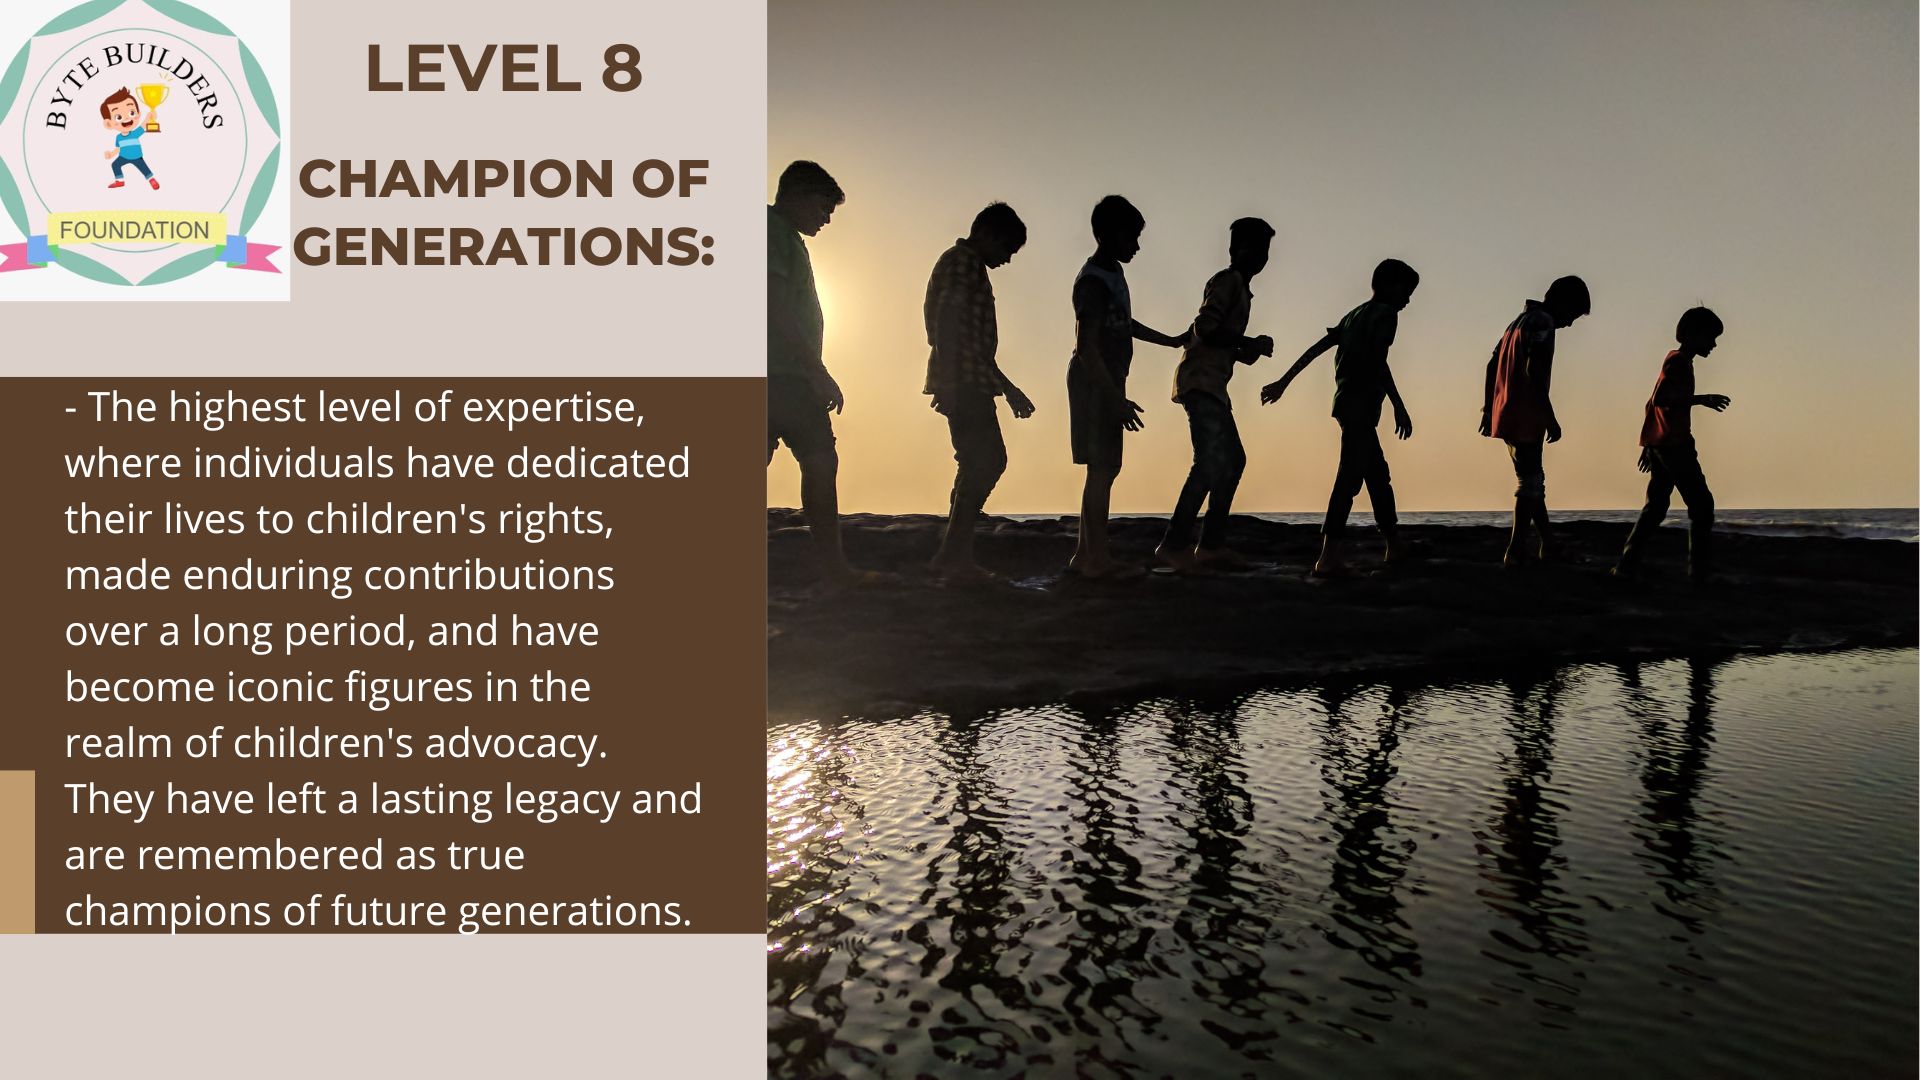 BYTE BUILDERS
FOUNDATION
LEVEL 8
CHAMPION OF
GENERATIONS:
- The highest level of expertise,
where individuals have dedicated
their lives to children's rights,
made enduring contributions
over a long period, and have
become iconic figures in the
realm of children's advocacy.
They have left a lasting legacy and
are remembered as true
champions of future generations.